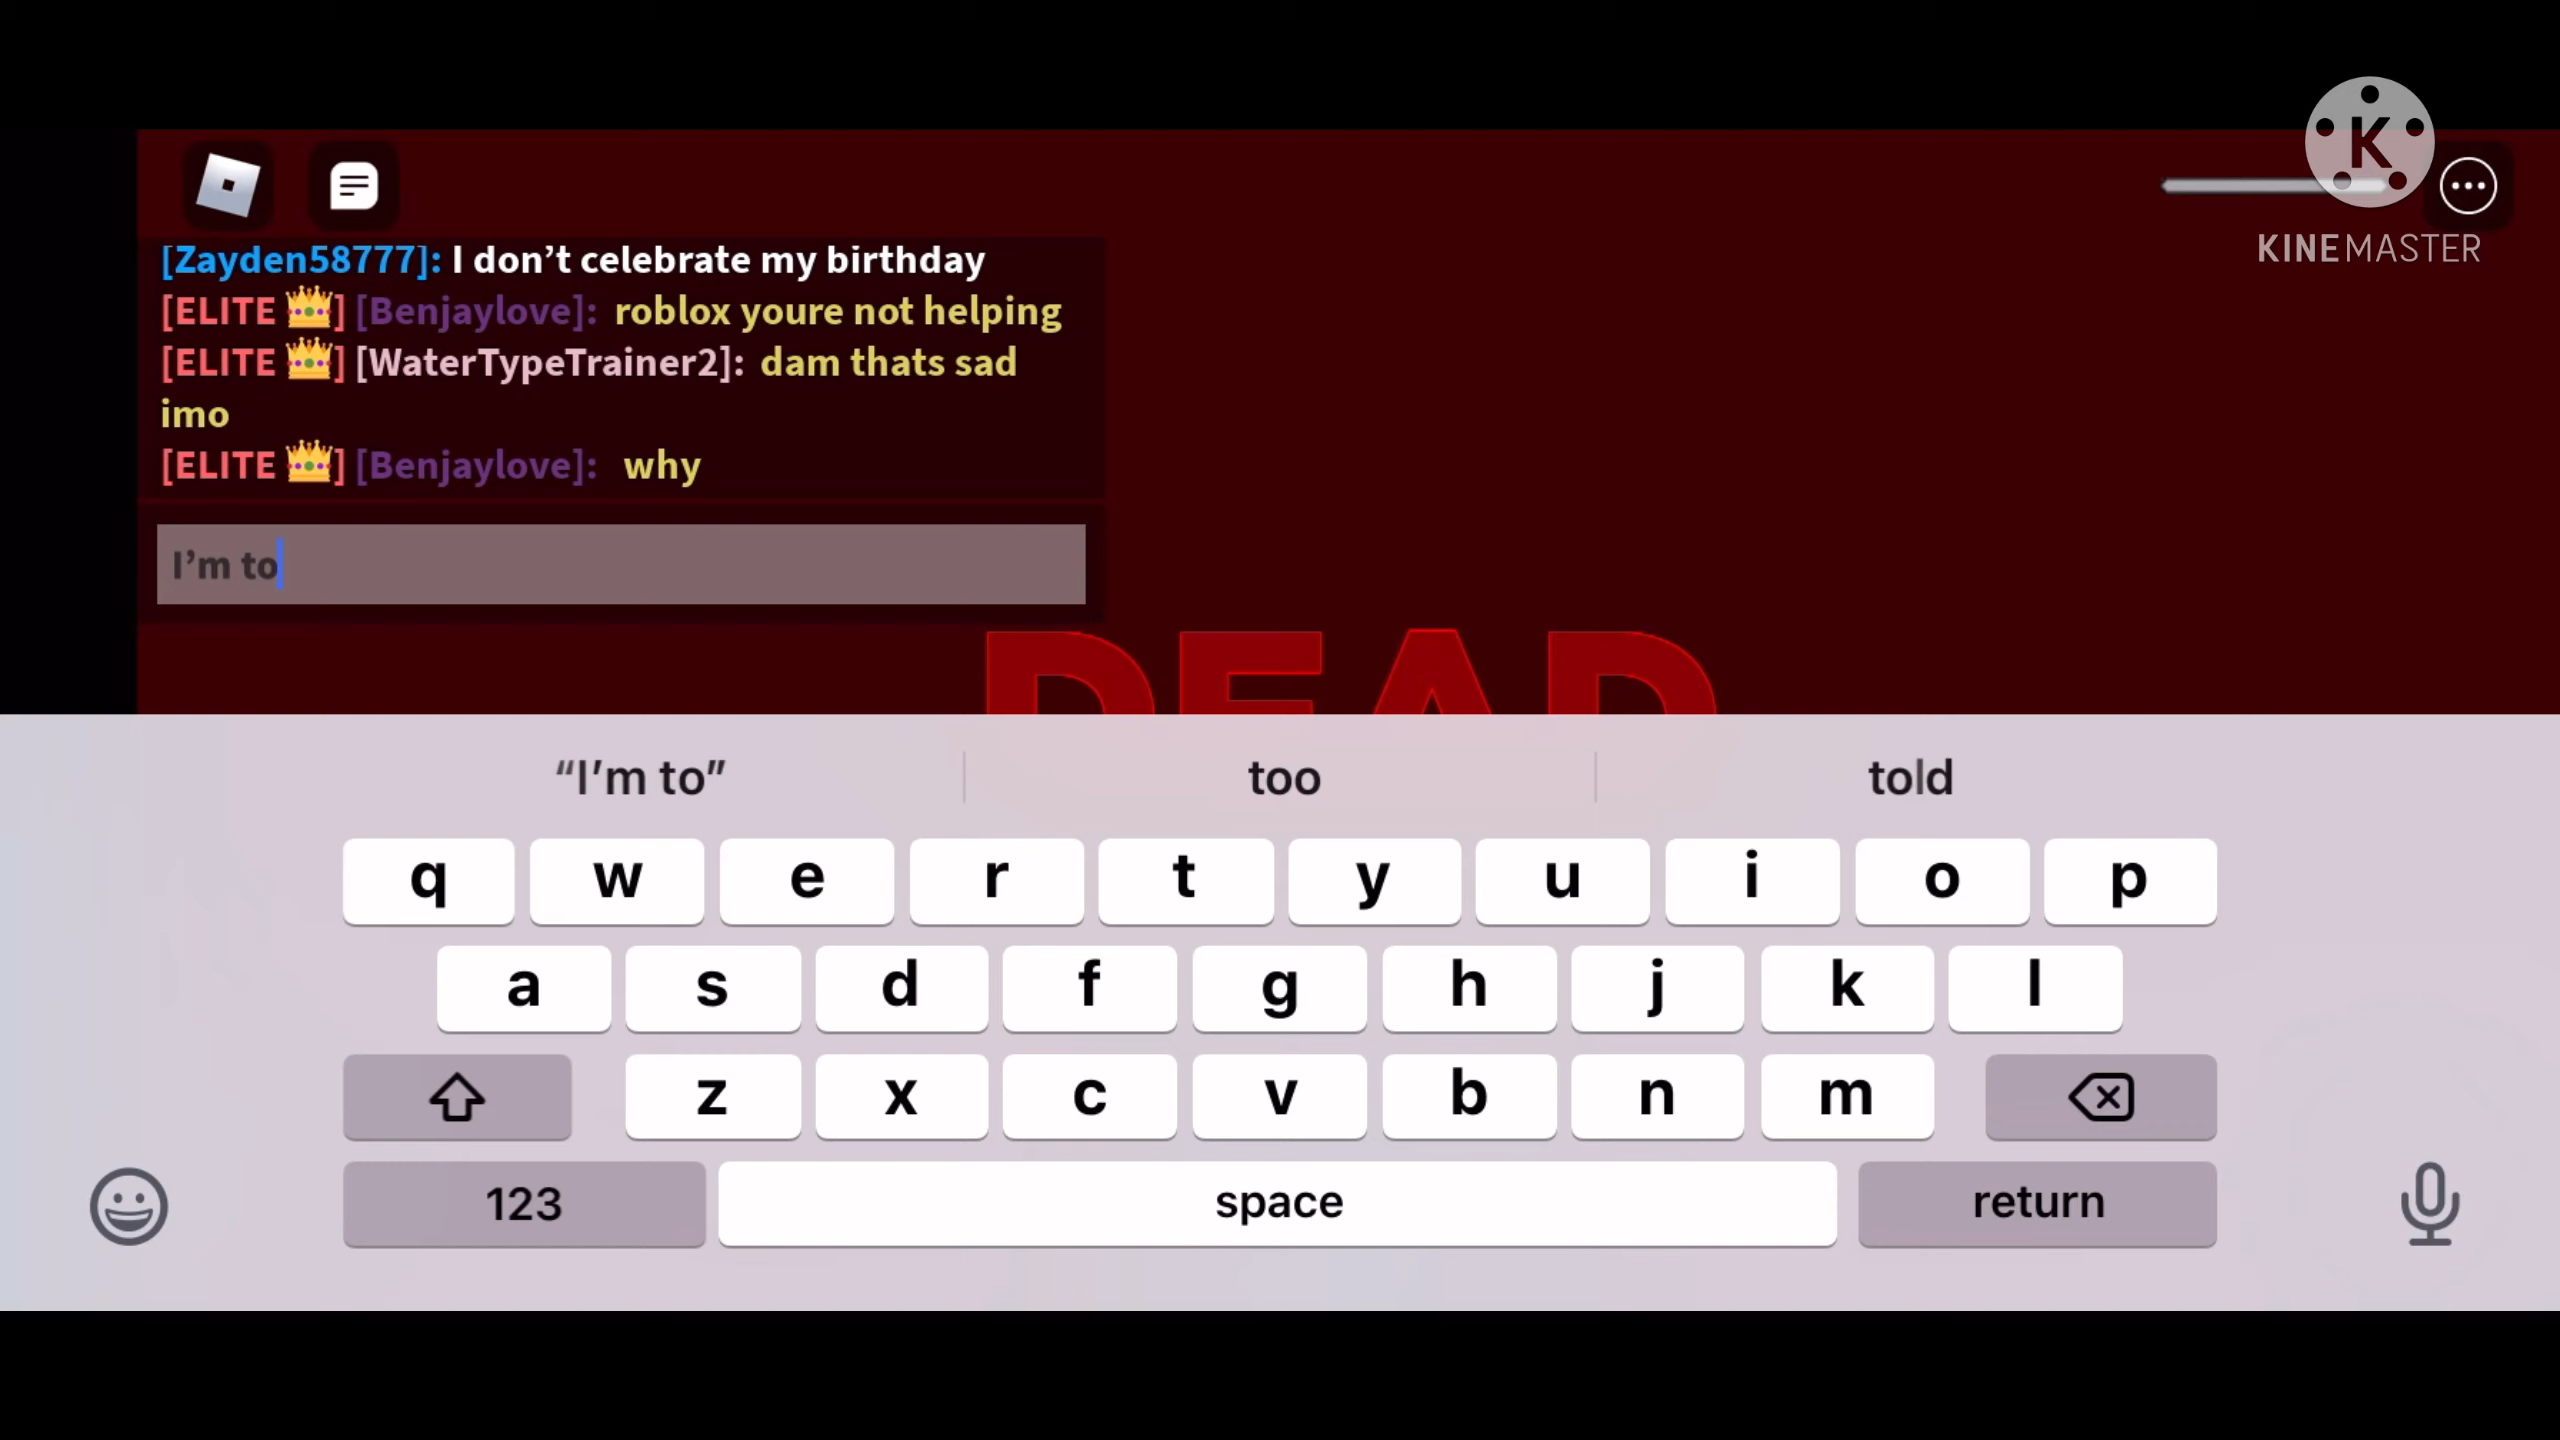 K
KINEMASTER
[Zayden58777]: I don’t celebrate my birthday
[ELITE 👑] [Benjaylove]: roblox youre not helping
[ELITE 👑] [WaterTypeTrainer2]: dam thats sad
imo
[ELITE 👑] [Benjaylove]: why
I’m to
DEAD
“I’m to” too told
q w e r t y u i o p
a s d f g h j k l
z x c v b n m
123 space return